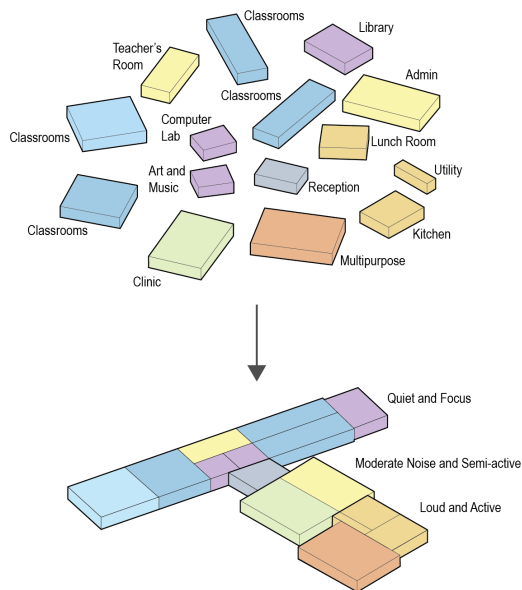 Classrooms
Library
Teacher's
Room
Admin
Classrooms
Computer
Lab
Classrooms
Lunch Room
Art and
Music
Utility
Reception
Classrooms
Kitchen
Multipurpose
Clinic
Quiet and Focus
Moderate Noise and Semi-active
Loud and Active